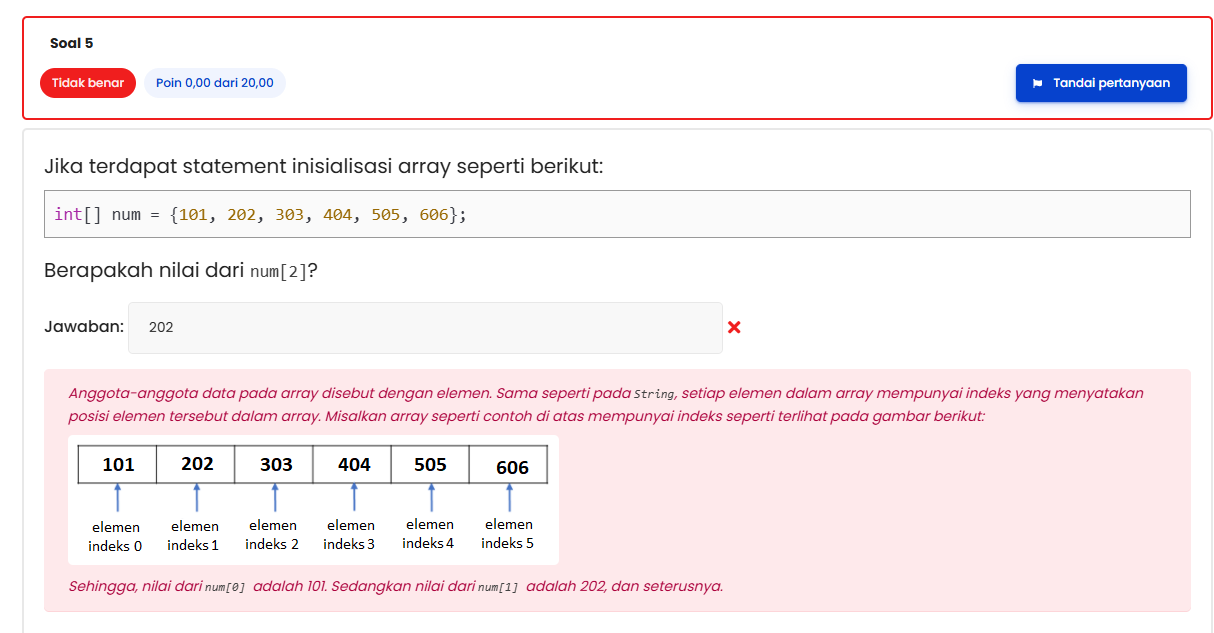 Soal 5
Tidak benar
Poin 0,00 dari 20,00
Tandai pertanyaan
Jika terdapat statement inisialisasi array seperti berikut:
int[] num = {101, 202, 303, 404, 505, 606};
Berapakah nilai dari num[2]?
Jawaban: 202
Anggota-anggota data pada array disebut dengan elemen. Sama seperti pada String, setiap elemen dalam array mempunyai indeks yang menyatakan
posisi elemen tersebut dalam array. Misalkan array seperti contoh di atas mempunyai indeks seperti terlihat pada gambar berikut:
101 202 303 404 505 606
elemen elemen elemen elemen elemen elemen
indeks 0 indeks 1 indeks 2 indeks 3 indeks 4 indeks 5
Sehingga, nilai dari num[0] adalah 101. Sedangkan nilai dari num[1] adalah 202, dan seterusnya.